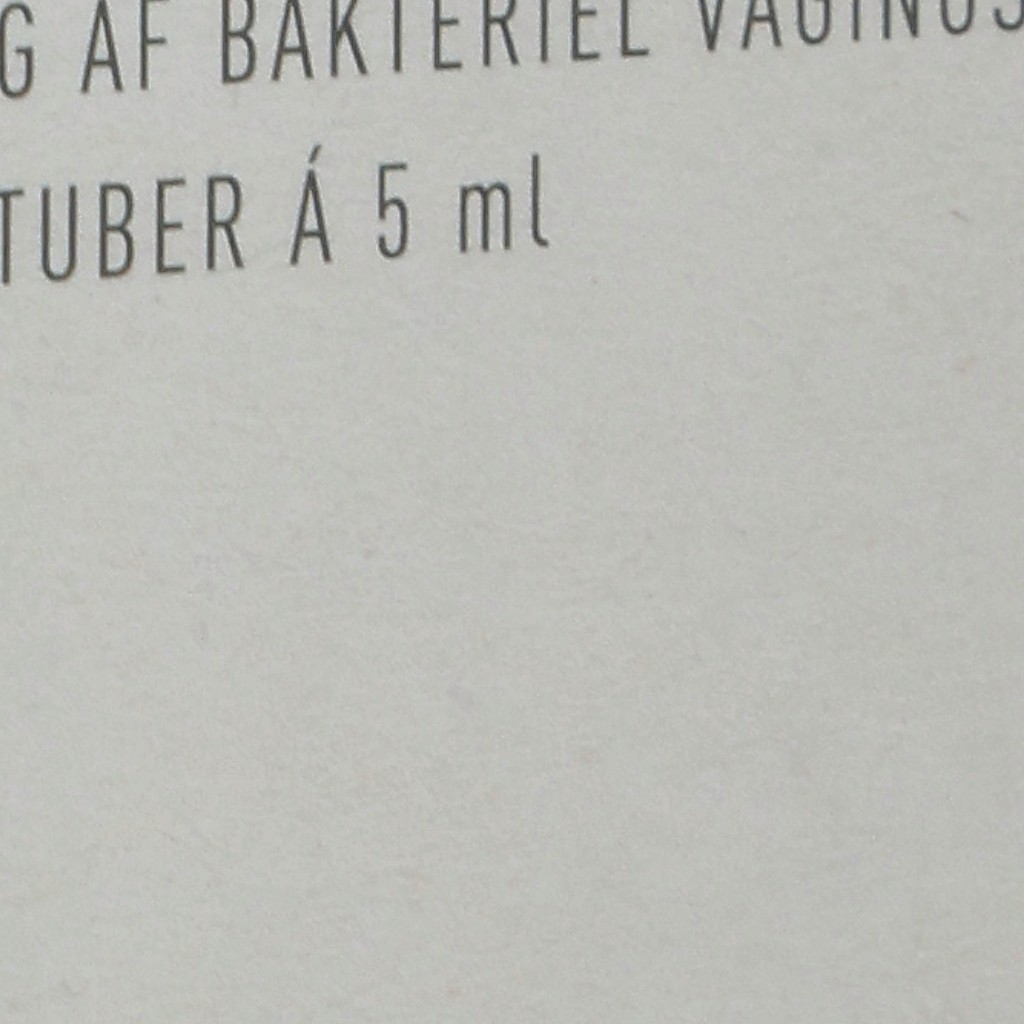 G AF BAKTERIEL VAGINOS
TUBER Á 5 ml